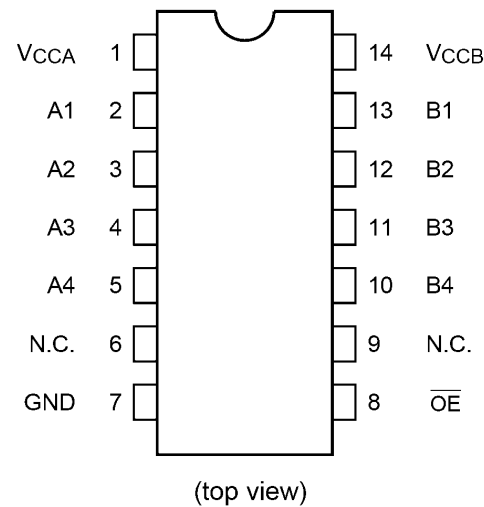 VCCA 1 14 VCCB
A1 2 13 B1
A2 3 12 B2
A3 4 11 B3
A4 5 10 B4
N.C. 6 9 N.C.
GND 7 8 O̅E̅
(top view)